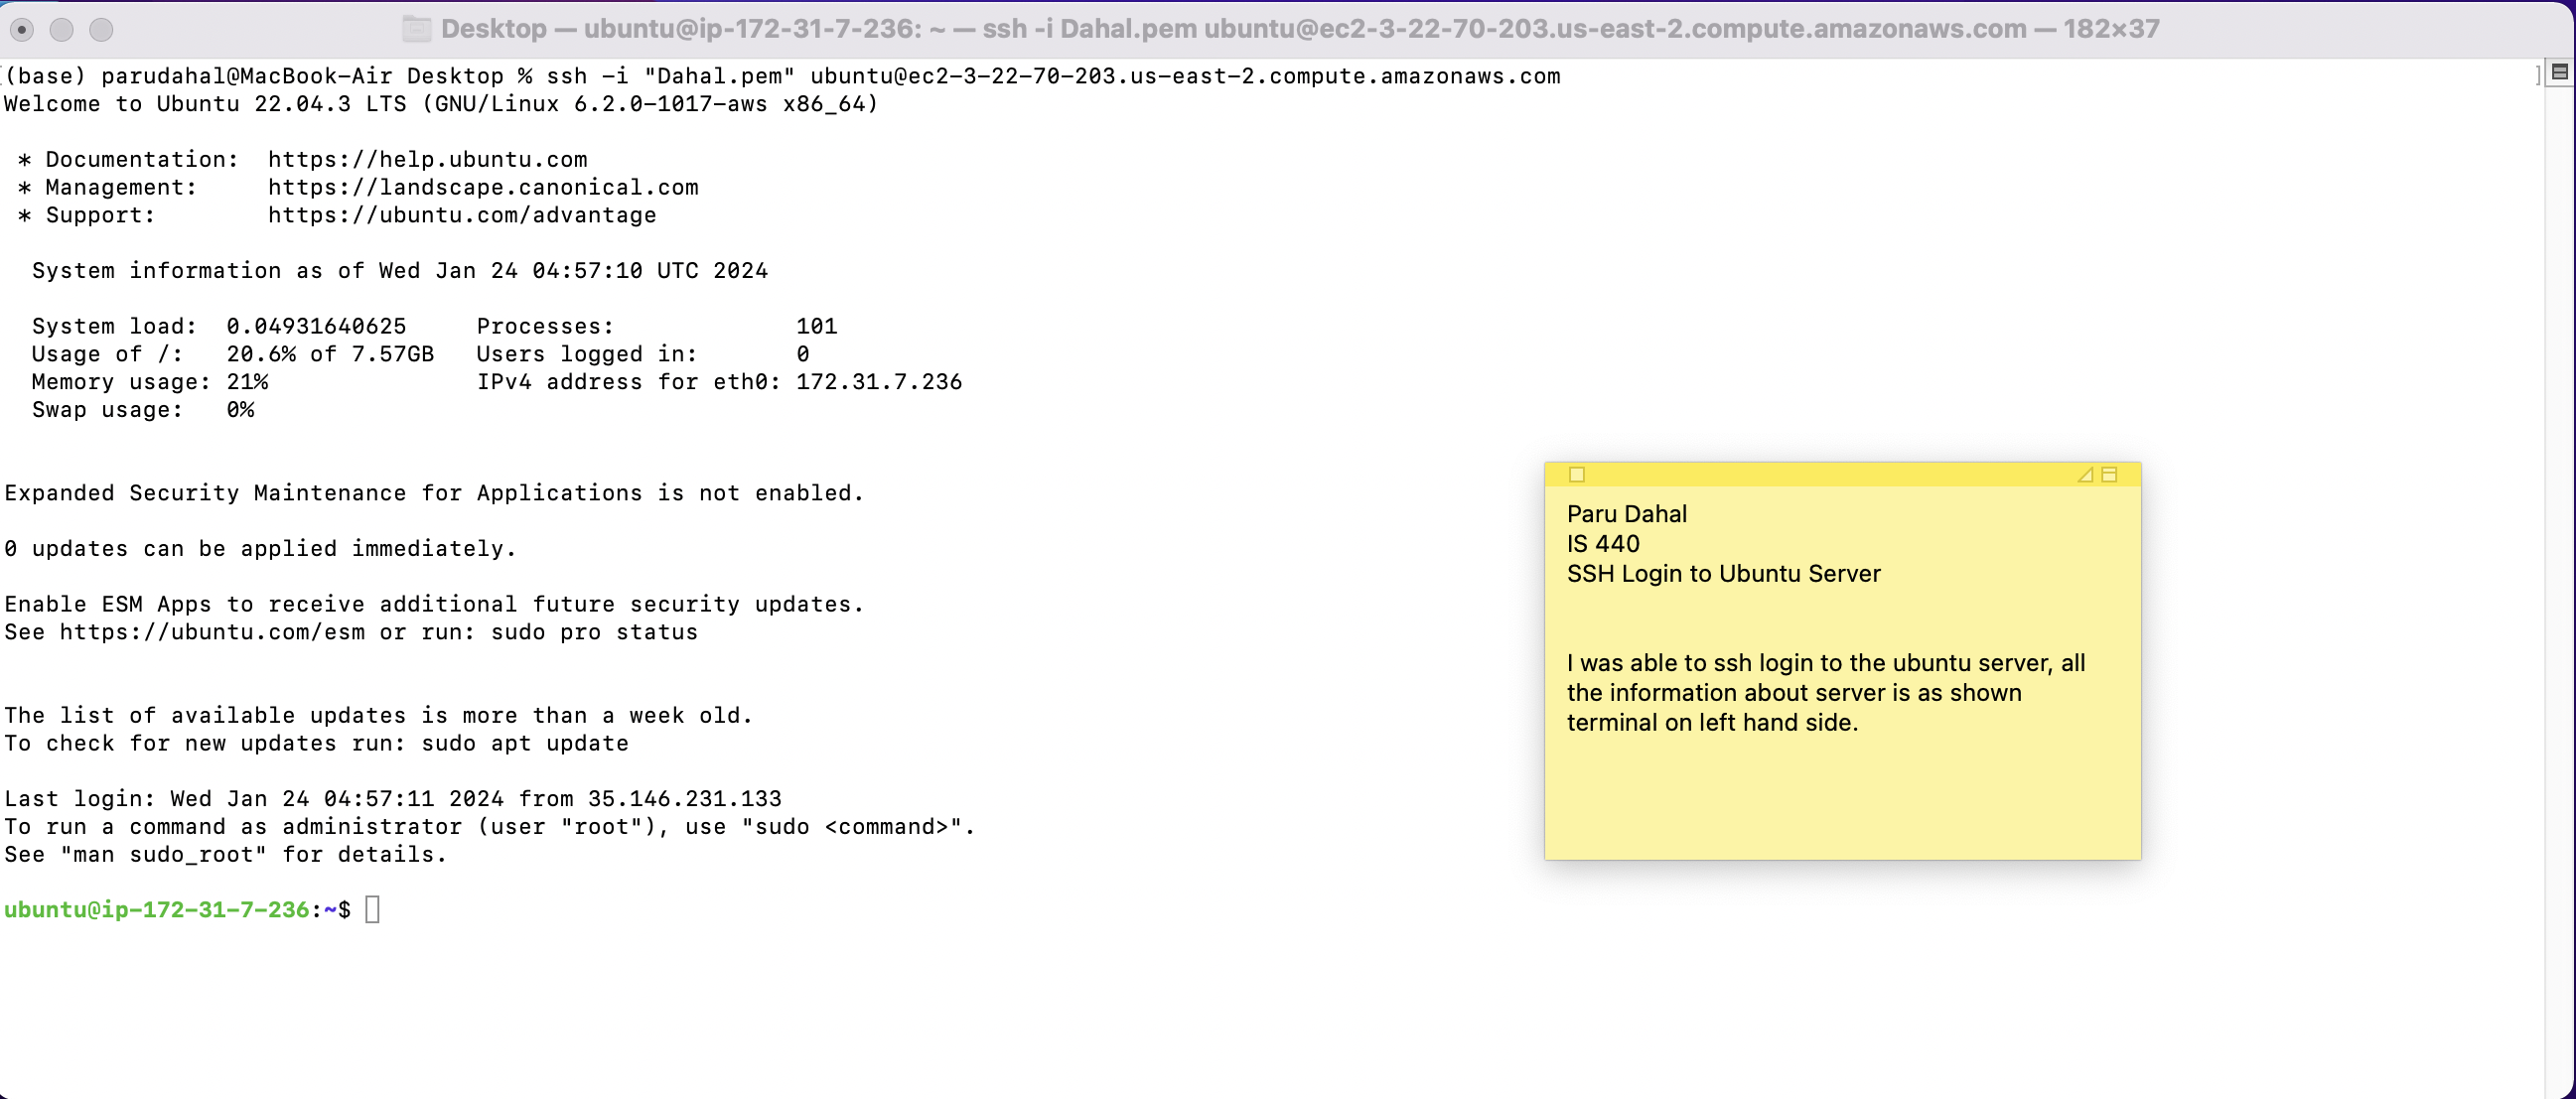 Desktop — ubuntu@ip-172-31-7-236: ~ — ssh -i Dahal.pem ubuntu@ec2-3-22-70-203.us-east-2.compute.amazonaws.com — 182×37
(base) parudahal@MacBook-Air Desktop % ssh -i "Dahal.pem" ubuntu@ec2-3-22-70-203.us-east-2.compute.amazonaws.com
Welcome to Ubuntu 22.04.3 LTS (GNU/Linux 6.2.0-1017-aws x86_64)
* Documentation:  https://help.ubuntu.com
* Management:     https://landscape.canonical.com
* Support:        https://ubuntu.com/advantage
System information as of Wed Jan 24 04:57:10 UTC 2024
System load:  0.04931640625     Processes:             101
Usage of /:   20.6% of 7.57GB   Users logged in:       0
Memory usage: 21%               IPv4 address for eth0: 172.31.7.236
Swap usage:   0%
Expanded Security Maintenance for Applications is not enabled.
0 updates can be applied immediately.
Enable ESM Apps to receive additional future security updates.
See https://ubuntu.com/esm or run: sudo pro status
The list of available updates is more than a week old.
To check for new updates run: sudo apt update
Last login: Wed Jan 24 04:57:11 2024 from 35.146.231.133
To run a command as administrator (user "root"), use "sudo <command>".
See "man sudo_root" for details.
ubuntu@ip-172-31-7-236:~$
Paru Dahal
IS 440
SSH Login to Ubuntu Server
I was able to ssh login to the ubuntu server, all
the information about server is as shown
terminal on left hand side.